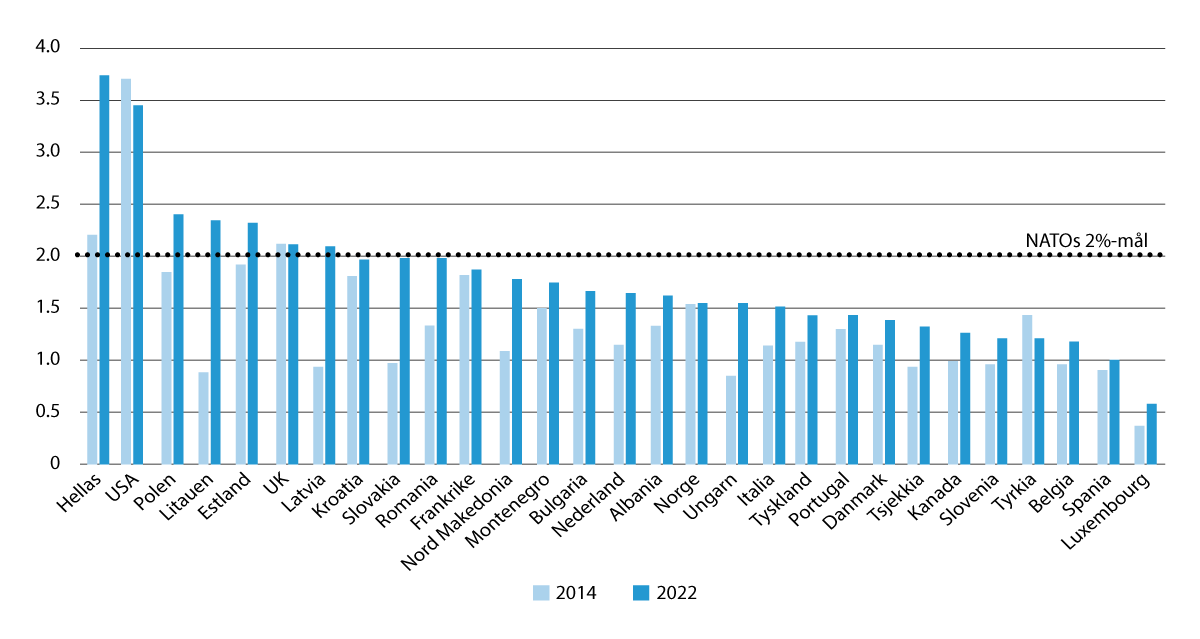 4.0
3.5
3.0
2.5
NATOs 2%-mål
2.0
1.5
1.0
0.5
0
Hellas
USA
Polen
Litauen
Estland
UK
Latvia
Kroatia
Slovakia
Romania
Frankrike
Nord Makedonia
Montenegro
Bulgaria
Nederland
Albania
Norge
Ungarn
Italia
Tyskland
Portugal
Danmark
Tsjekkia
Kanada
Slovenia
Tyrkia
Belgia
Spania
Luxembourg
2014 2022